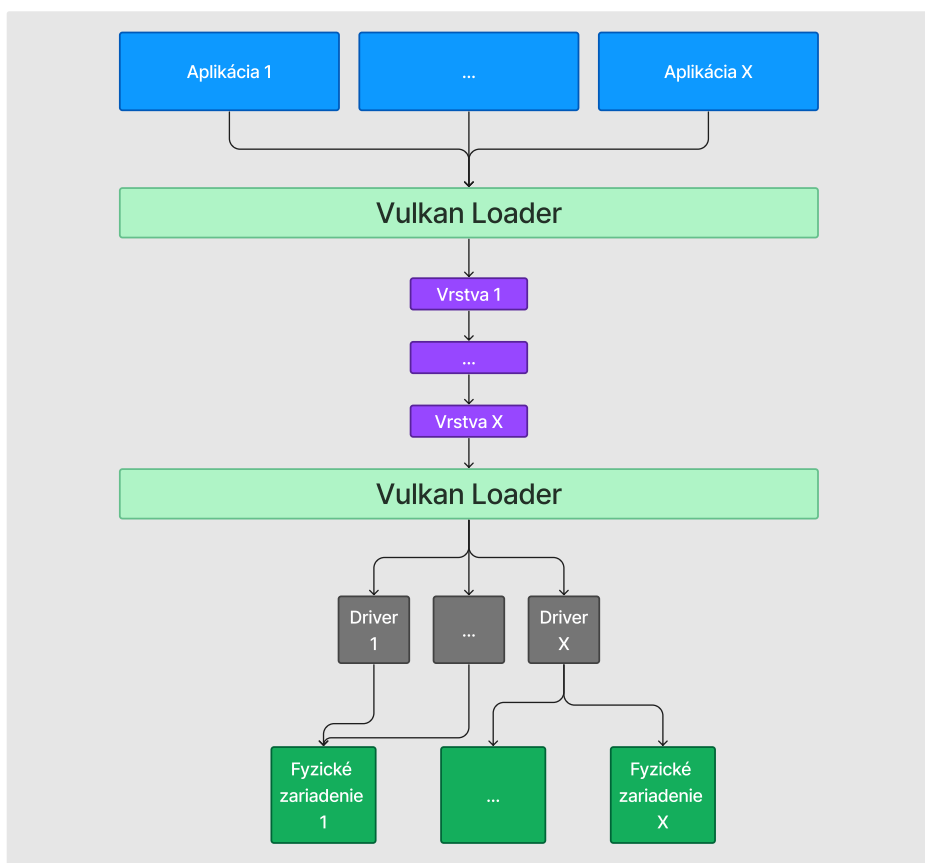 Aplikácia 1
...
Aplikácia X
Vulkan Loader
Vrstva 1
...
Vrstva X
Vulkan Loader
Driver
1
...
Driver
X
Fyzické
zariadenie
1
...
Fyzické
zariadenie
X